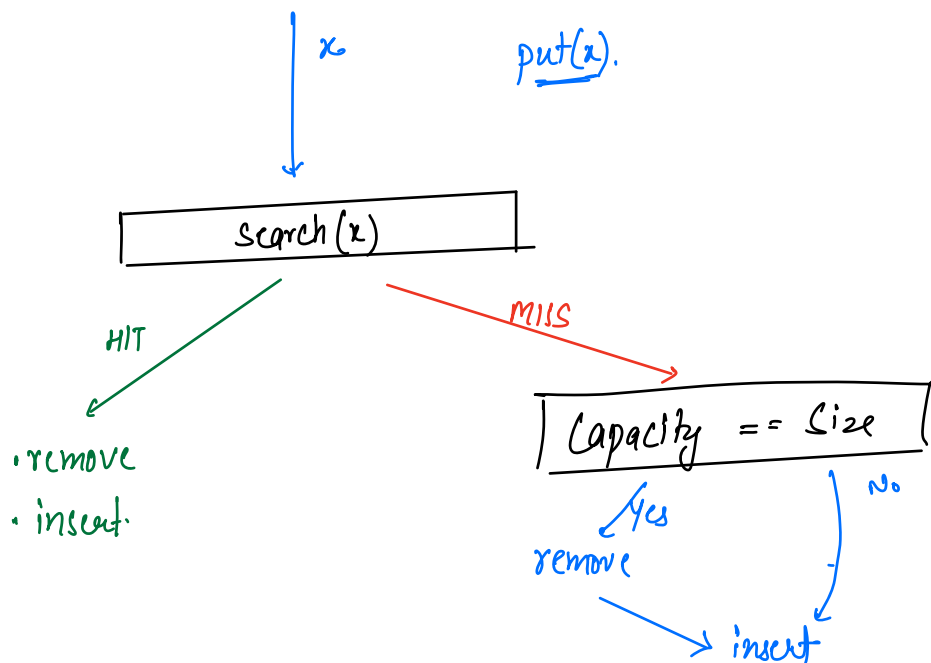 x
put(x).
search(x)
HIT
MISS
• remove
• insert.
Capacity == Size
Yes
No
remove
insert